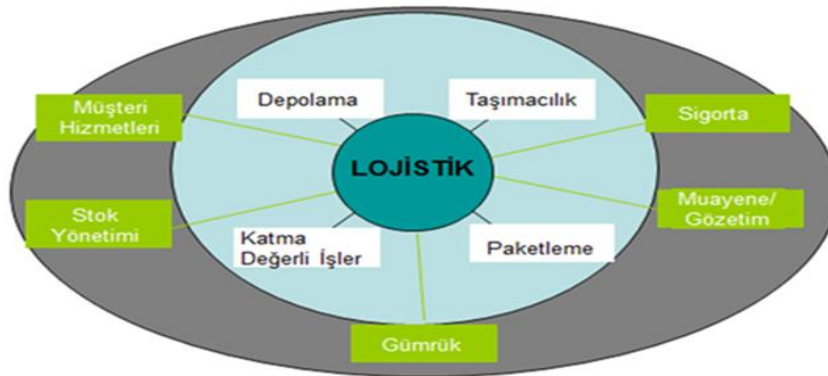 Depolama
Taşımacılık
Müşteri
Hizmetleri
Sigorta
LOJİSTİK
Stok
Yönetimi
Muayene/
Gözetim
Katma
Değerli İşler
Paketleme
Gümrük